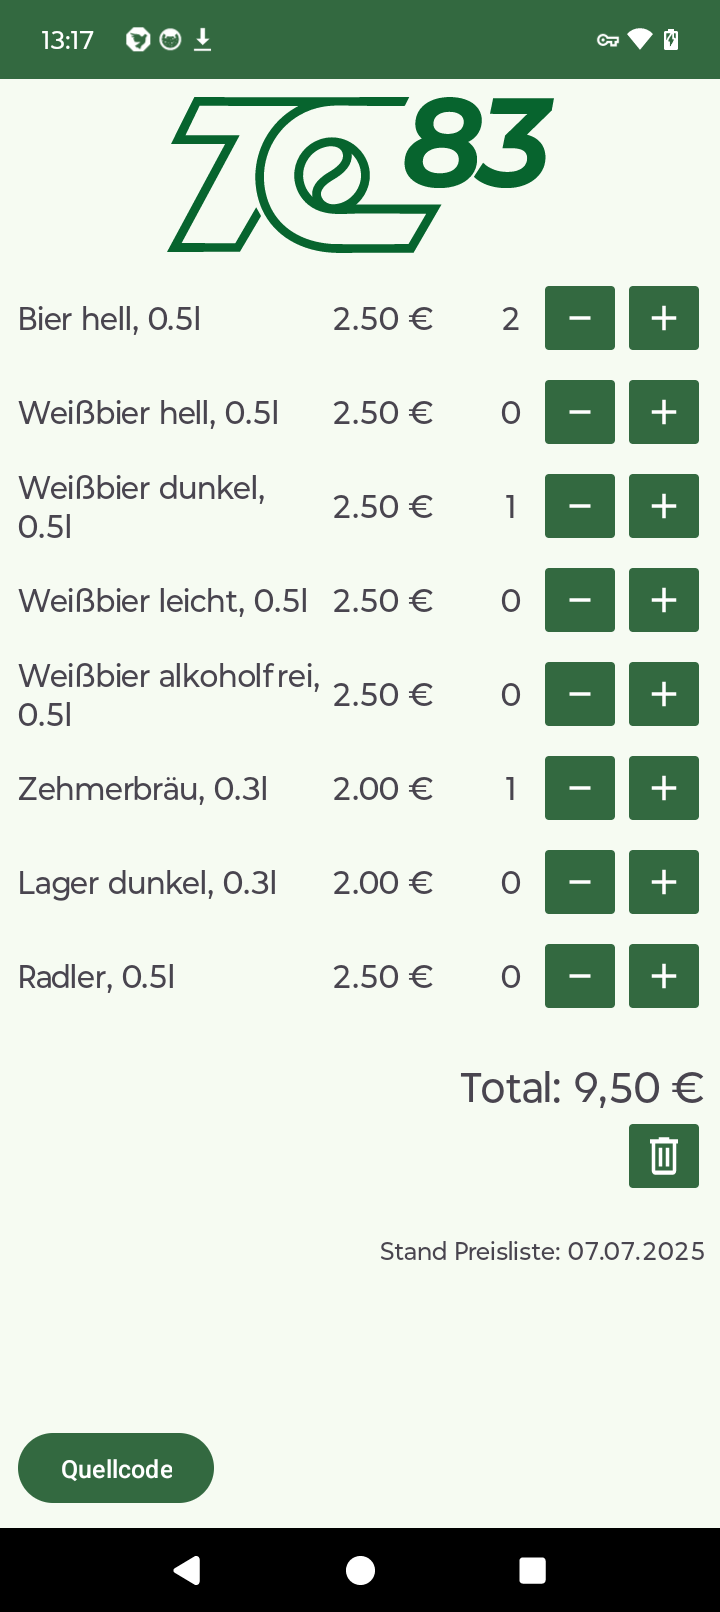 13:17
TC 83
Bier hell, 0.5l 2.50 € 2 − +
Weißbier hell, 0.5l 2.50 € 0 − +
Weißbier dunkel,
0.5l 2.50 € 1 − +
Weißbier leicht, 0.5l 2.50 € 0 − +
Weißbier alkoholfrei,
0.5l 2.50 € 0 − +
Zehmerbräu, 0.3l 2.00 € 1 − +
Lager dunkel, 0.3l 2.00 € 0 − +
Radler, 0.5l 2.50 € 0 − +
Total: 9,50 €
Stand Preisliste: 07.07.2025
Quellcode